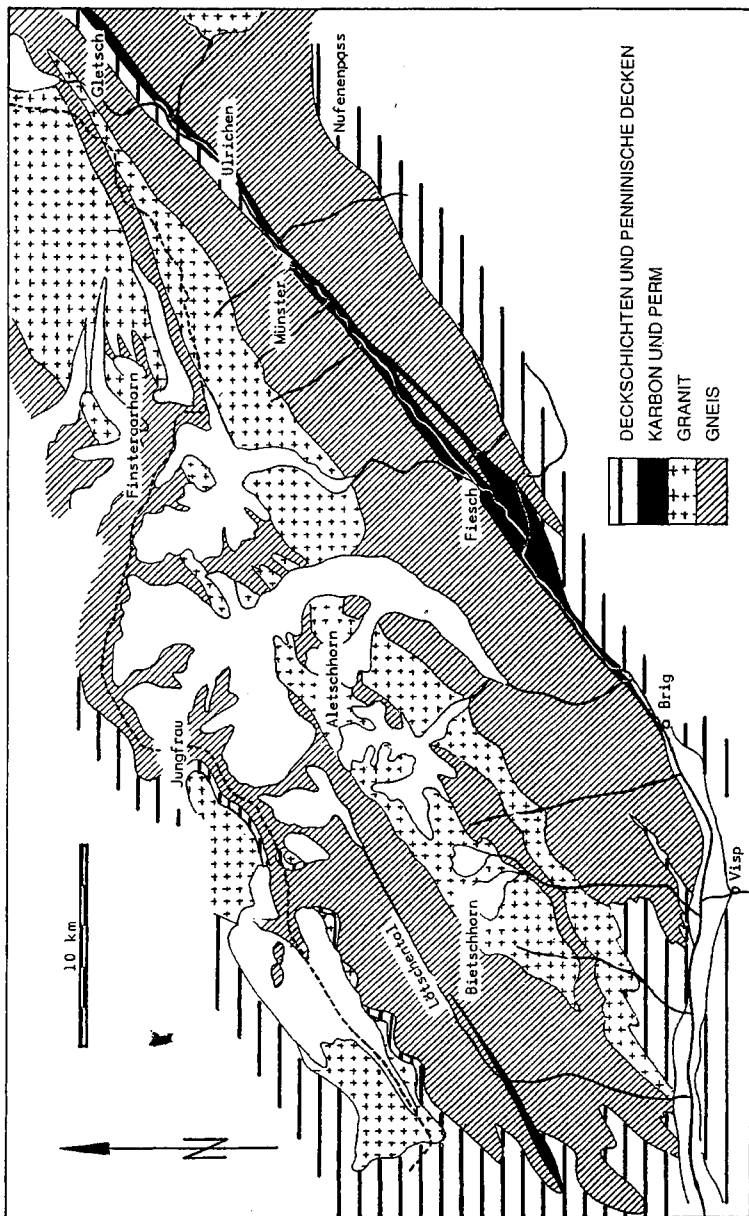 Gletsch
Ulrichen
Nufenenpass
Münster
Finsteraarhorn
Fiesch
Aletschhorn
Jungfrau
Brig
Visp
Bietschhorn
Lötschental
10 km
N
DECKSCHICHTEN UND PENNINISCHE DECKEN
KARBON UND PERM
GRANIT
GNEIS